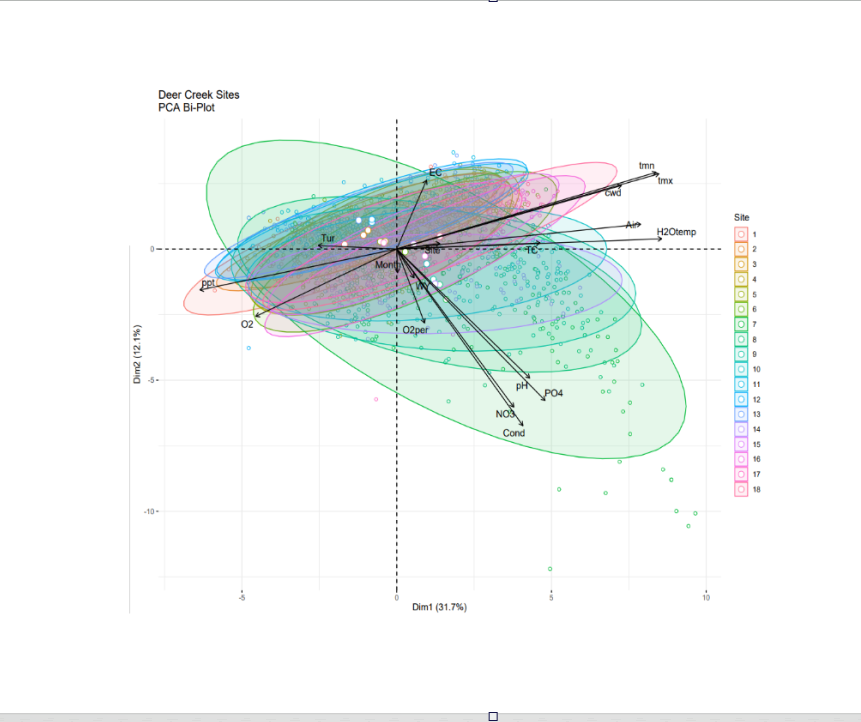 Deer Creek Sites
PCA Bi-Plot
EC
tmn
tmx
cwd
Air
H2Otemp
TC
Site
Tur
Month
WY
ppt
O2
O2per
pH
PO4
NO3
Cond
0
-5
-10
Dim2 (12.1%)
-5
0
5
10
Dim1 (31.7%)
Site
1
2
3
4
5
6
7
8
9
10
11
12
13
14
15
16
17
18